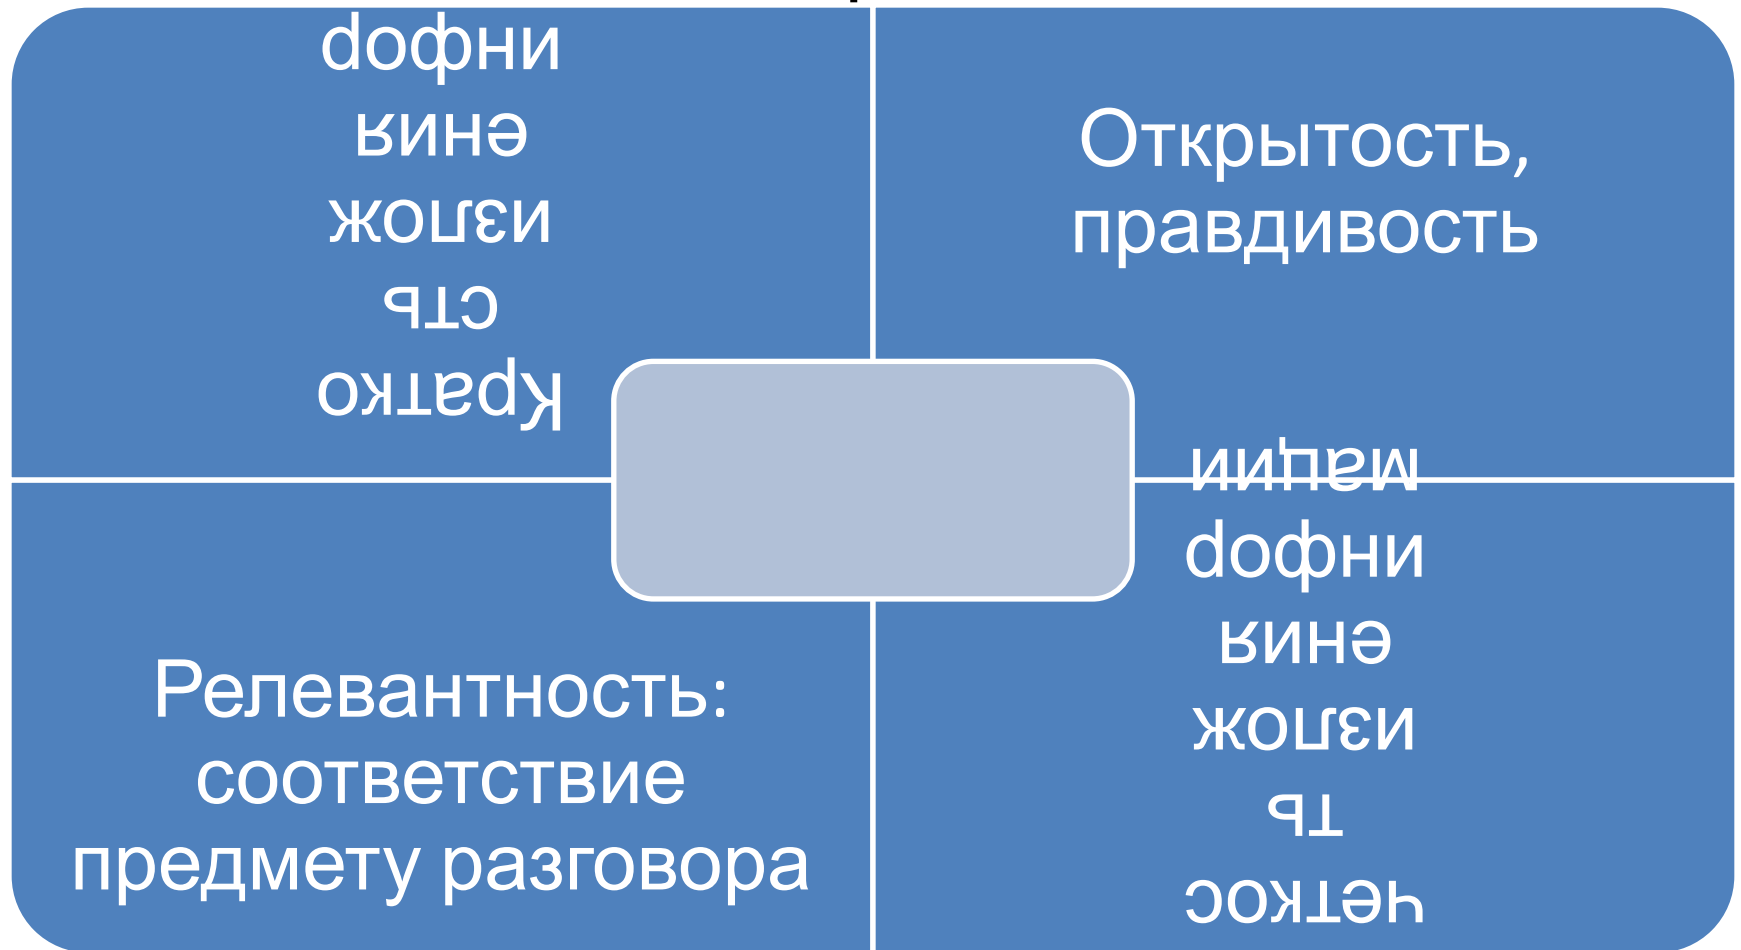 Кратко
сть
излож
ения
инфор
Открытость,
правдивость
Релевантность:
соответствие
предмету разговора
четкос
ть
излож
ения
инфор
мации